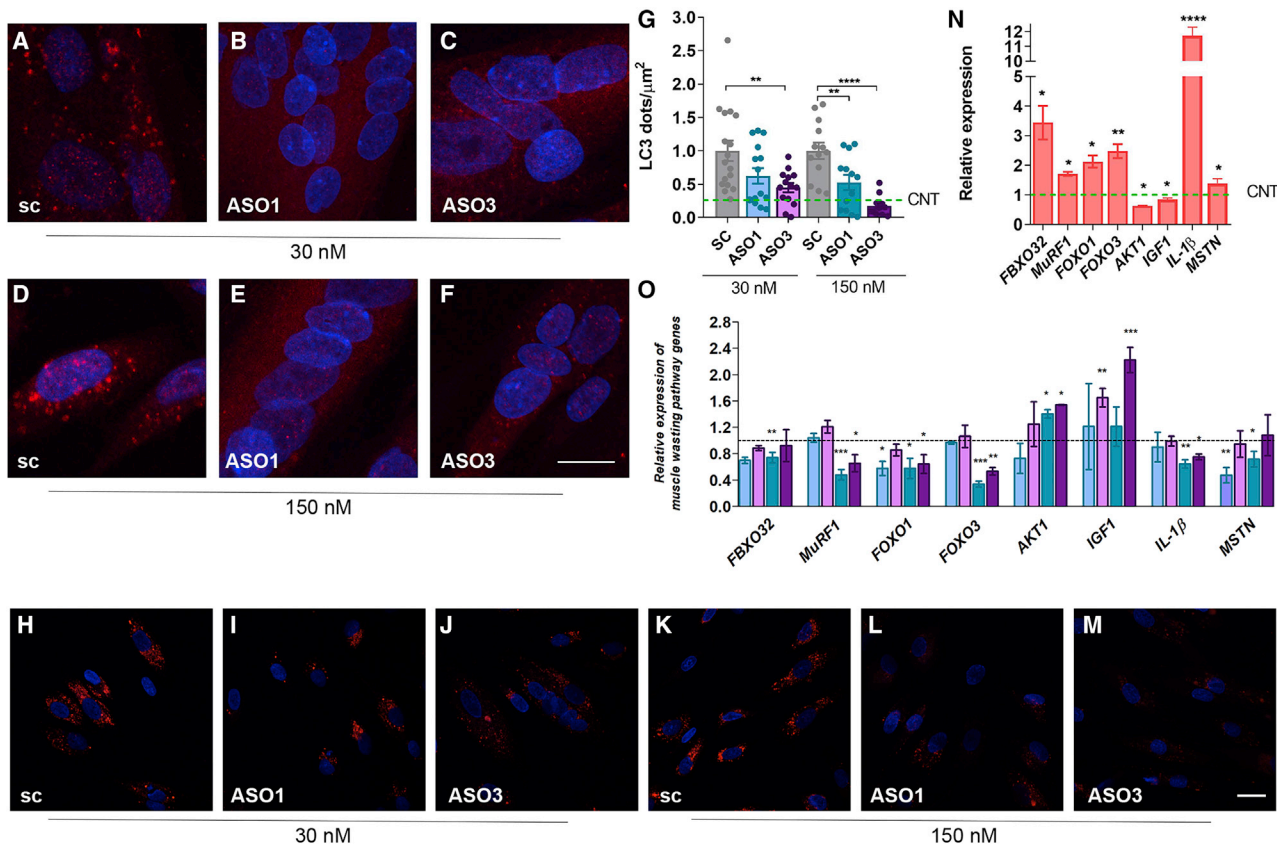 A
sc
B
ASO1
C
ASO3
30 nM
D
sc
E
ASO1
F
ASO3
150 nM
G
LC3 dots/μm²
3.0
2.5
2.0
1.5
1.0
0.5
0.0
**
****
**
CNT
SC
ASO1
ASO3
SC
ASO1
ASO3
30 nM
150 nM
N
Relative expression
12
11
10
5
4
3
2
1
0
*
*
*
**
*
*
****
*
CNT
FBXO32
MuRF1
FOXO1
FOXO3
AKT1
IGF1
IL-1β
MSTN
O
Relative expression of
muscle wasting pathway genes
2.8
2.4
2.0
1.6
1.2
0.8
0.4
0.0
**
***
*
*
*
*
***
**
*
*
**
***
**
*
**
*
FBXO32
MuRF1
FOXO1
FOXO3
AKT1
IGF1
IL-1β
MSTN
H
sc
I
ASO1
J
ASO3
30 nM
K
sc
L
ASO1
M
ASO3
150 nM